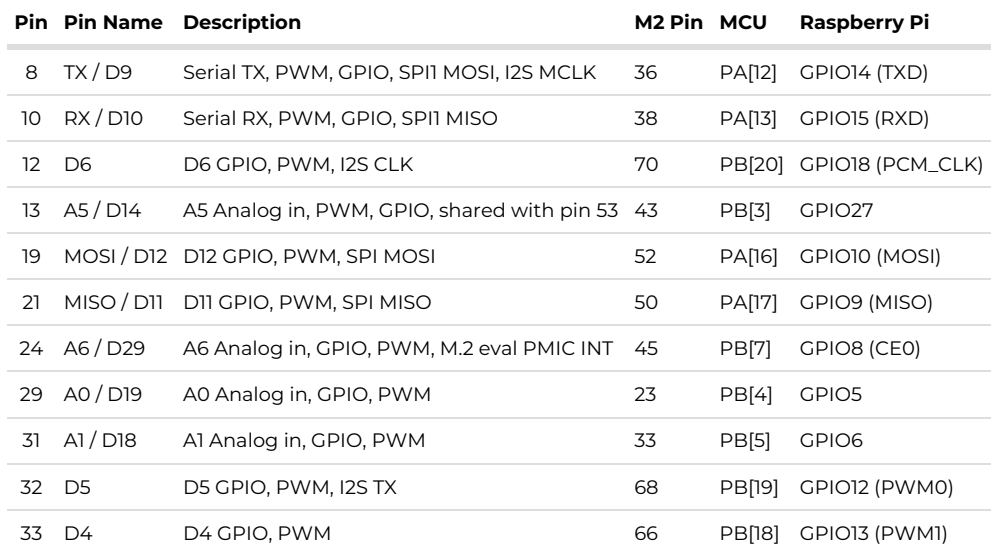 Pin Pin Name Description M2 Pin MCU Raspberry Pi
8 TX / D9 Serial TX, PWM, GPIO, SPI1 MOSI, I2S MCLK 36 PA[12] GPIO14 (TXD)
10 RX / D10 Serial RX, PWM, GPIO, SPI1 MISO 38 PA[13] GPIO15 (RXD)
12 D6 D6 GPIO, PWM, I2S CLK 70 PB[20] GPIO18 (PCM_CLK)
13 A5 / D14 A5 Analog in, PWM, GPIO, shared with pin 53 43 PB[3] GPIO27
19 MOSI / D12 D12 GPIO, PWM, SPI MOSI 52 PA[16] GPIO10 (MOSI)
21 MISO / D11 D11 GPIO, PWM, SPI MISO 50 PA[17] GPIO9 (MISO)
24 A6 / D29 A6 Analog in, GPIO, PWM, M.2 eval PMIC INT 45 PB[7] GPIO8 (CE0)
29 A0 / D19 A0 Analog in, GPIO, PWM 23 PB[4] GPIO5
31 A1 / D18 A1 Analog in, GPIO, PWM 33 PB[5] GPIO6
32 D5 D5 GPIO, PWM, I2S TX 68 PB[19] GPIO12 (PWM0)
33 D4 D4 GPIO, PWM 66 PB[18] GPIO13 (PWM1)